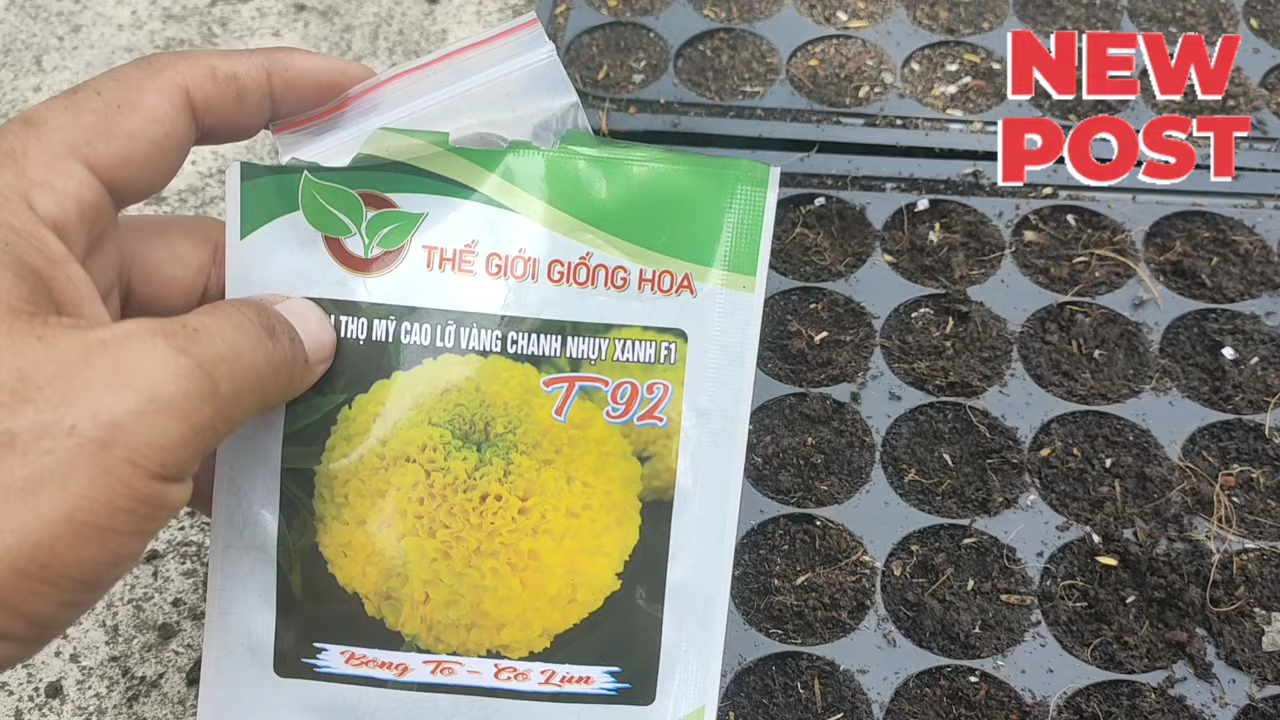 NEW
POST
THẾ GIỚI GIỐNG HOA
THỌ MỸ CAO LỠ VÀNG CHANH NHỤY XANH F1
T 92
Bông To - Cổ Lùn